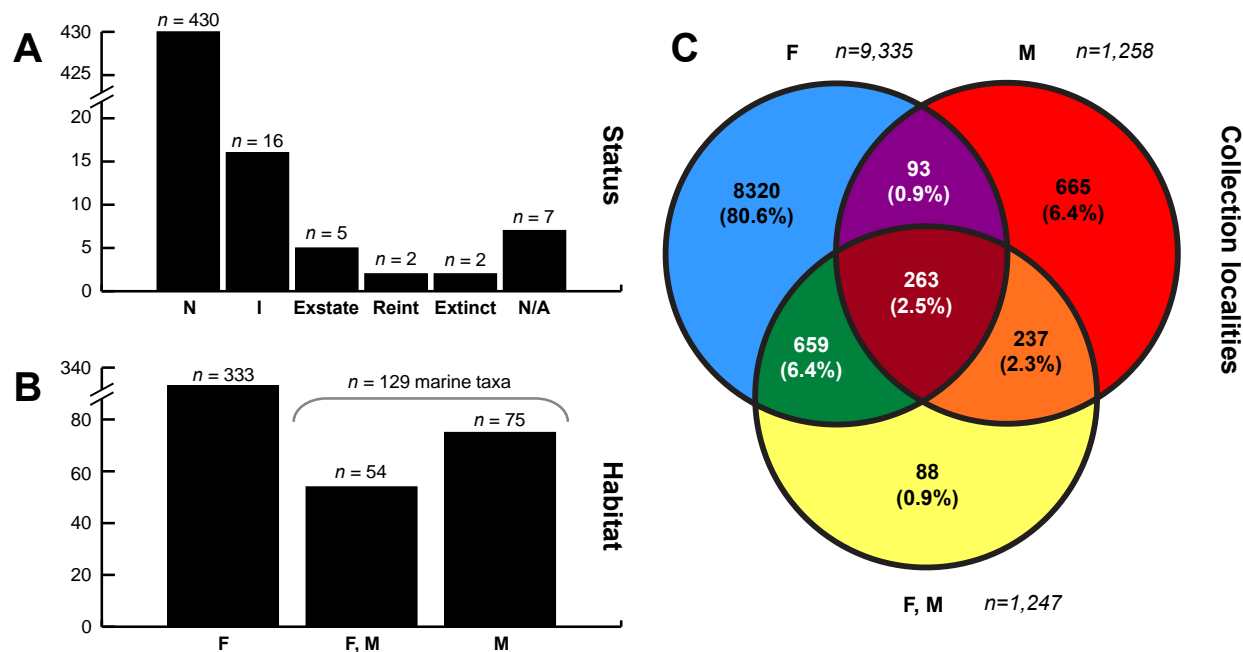 A
n = 430
430
425
20
15
10
5
0
n = 16
n = 5
n = 2
n = 2
n = 7
N
I
Exstate
Reint
Extinct
N/A
Status
B
340
80
60
40
20
0
n = 333
n = 129 marine taxa
n = 54
n = 75
F
F, M
M
Habitat
C
F n=9,335
M n=1,258
8320
(80.6%)
93
(0.9%)
665
(6.4%)
263
(2.5%)
659
(6.4%)
237
(2.3%)
88
(0.9%)
F, M n=1,247
Collection localities